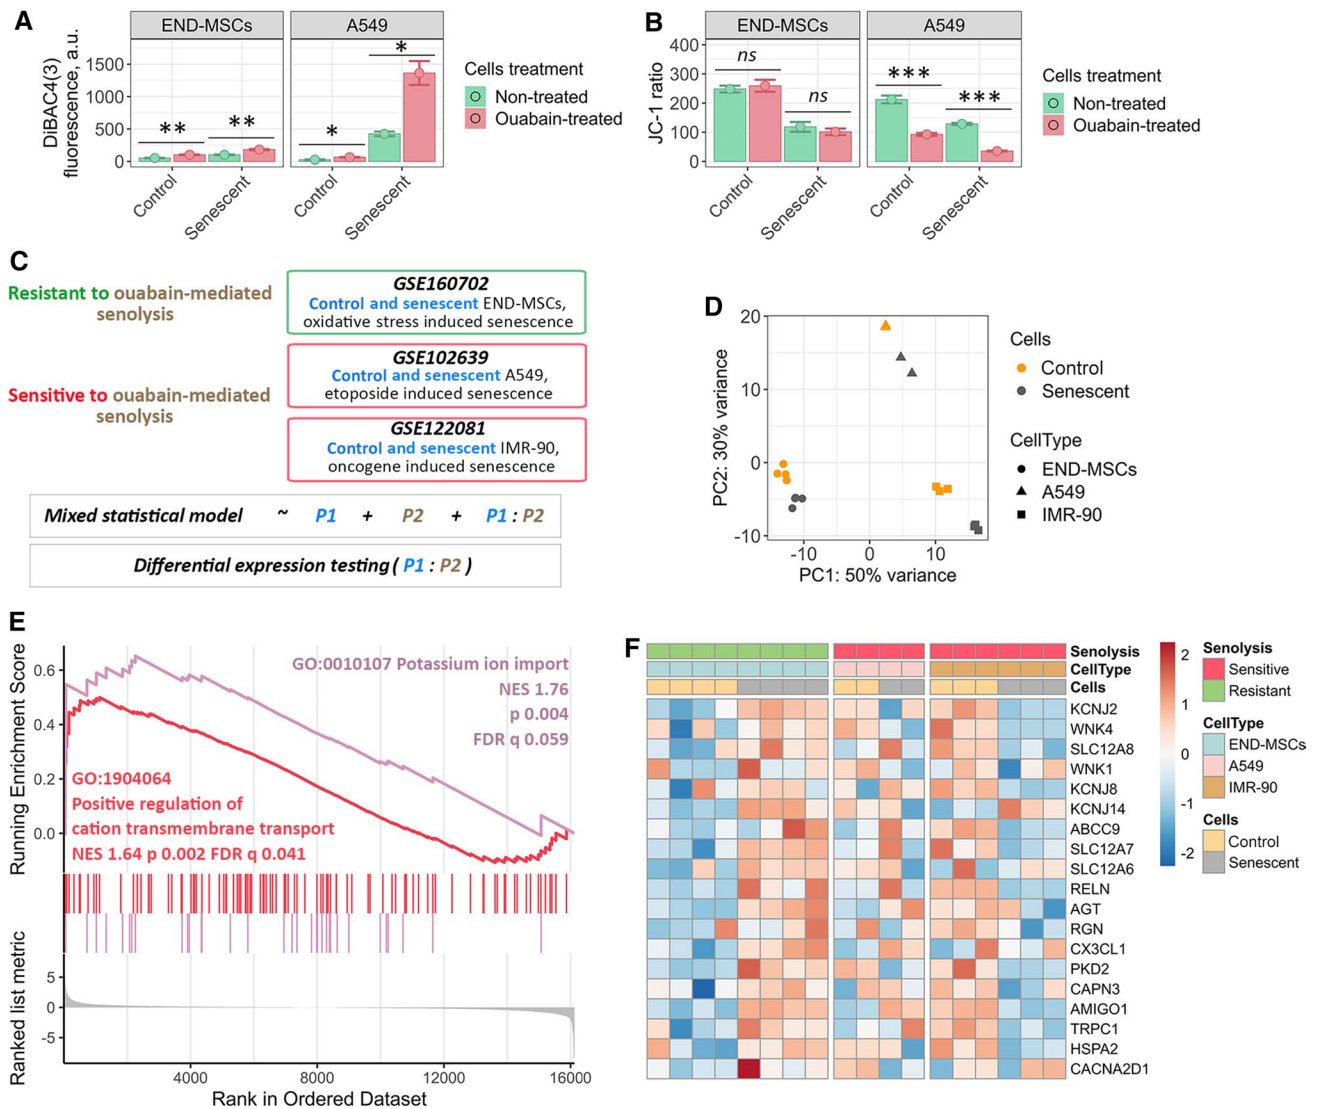 A
END-MSCs
A549
DiBAC4(3)
fluorescence, a.u.
1500
1000
500
0
**
**
*
*
Control
Senescent
Control
Senescent
Cells treatment
Non-treated
Ouabain-treated
B
END-MSCs
A549
JC-1 ratio
400
300
200
100
0
ns
ns
***
***
Control
Senescent
Control
Senescent
Cells treatment
Non-treated
Ouabain-treated
C
Resistant to ouabain-mediated
senolysis
GSE160702
Control and senescent END-MSCs,
oxidative stress induced senescence
Sensitive to ouabain-mediated
senolysis
GSE102639
Control and senescent A549,
etoposide induced senescence
GSE122081
Control and senescent IMR-90,
oncogene induced senescence
Mixed statistical model ~ P1 + P2 + P1 : P2
Differential expression testing ( P1 : P2 )
D
PC2: 30% variance
20
10
0
-10
-10 0 10
PC1: 50% variance
Cells
Control
Senescent
CellType
END-MSCs
A549
IMR-90
E
Running Enrichment Score
0.6
0.4
0.2
0.0
GO:0010107 Potassium ion import
NES 1.76
p 0.004
FDR q 0.059
GO:1904064
Positive regulation of
cation transmembrane transport
NES 1.64 p 0.002 FDR q 0.041
Ranked list metric
5
0
-5
4000 8000 12000 16000
Rank in Ordered Dataset
F
Senolysis
CellType
Cells
KCNJ2
WNK4
SLC12A8
WNK1
KCNJ8
KCNJ14
ABCC9
SLC12A7
SLC12A6
RELN
AGT
RGN
CX3CL1
PKD2
CAPN3
AMIGO1
TRPC1
HSPA2
CACNA2D1
2
1
0
-1
-2
Senolysis
Sensitive
Resistant
CellType
END-MSCs
A549
IMR-90
Cells
Control
Senescent